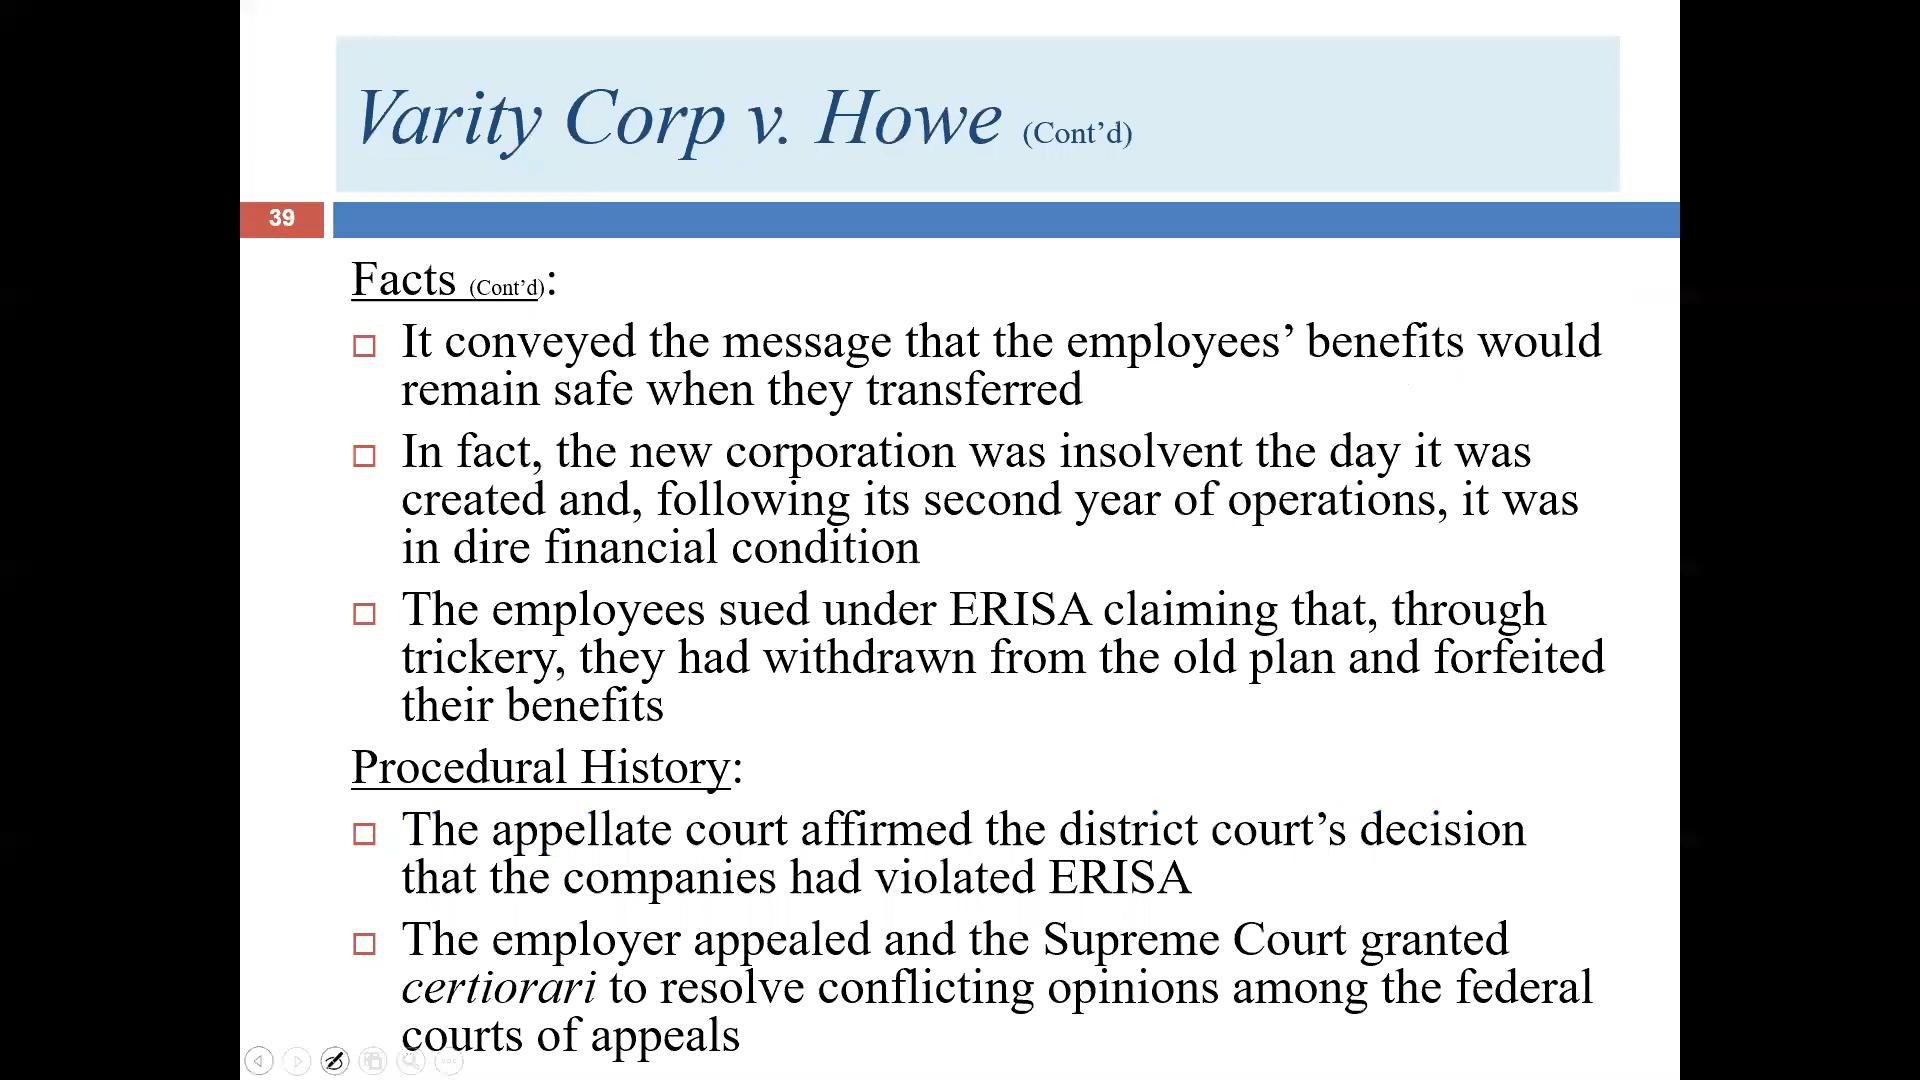 Varity Corp v. Howe (Cont’d)
39
Facts (Cont’d):
It conveyed the message that the employees’ benefits would
remain safe when they transferred
In fact, the new corporation was insolvent the day it was
created and, following its second year of operations, it was
in dire financial condition
The employees sued under ERISA claiming that, through
trickery, they had withdrawn from the old plan and forfeited
their benefits
Procedural History:
The appellate court affirmed the district court’s decision
that the companies had violated ERISA
The employer appealed and the Supreme Court granted
certiorari to resolve conflicting opinions among the federal
courts of appeals